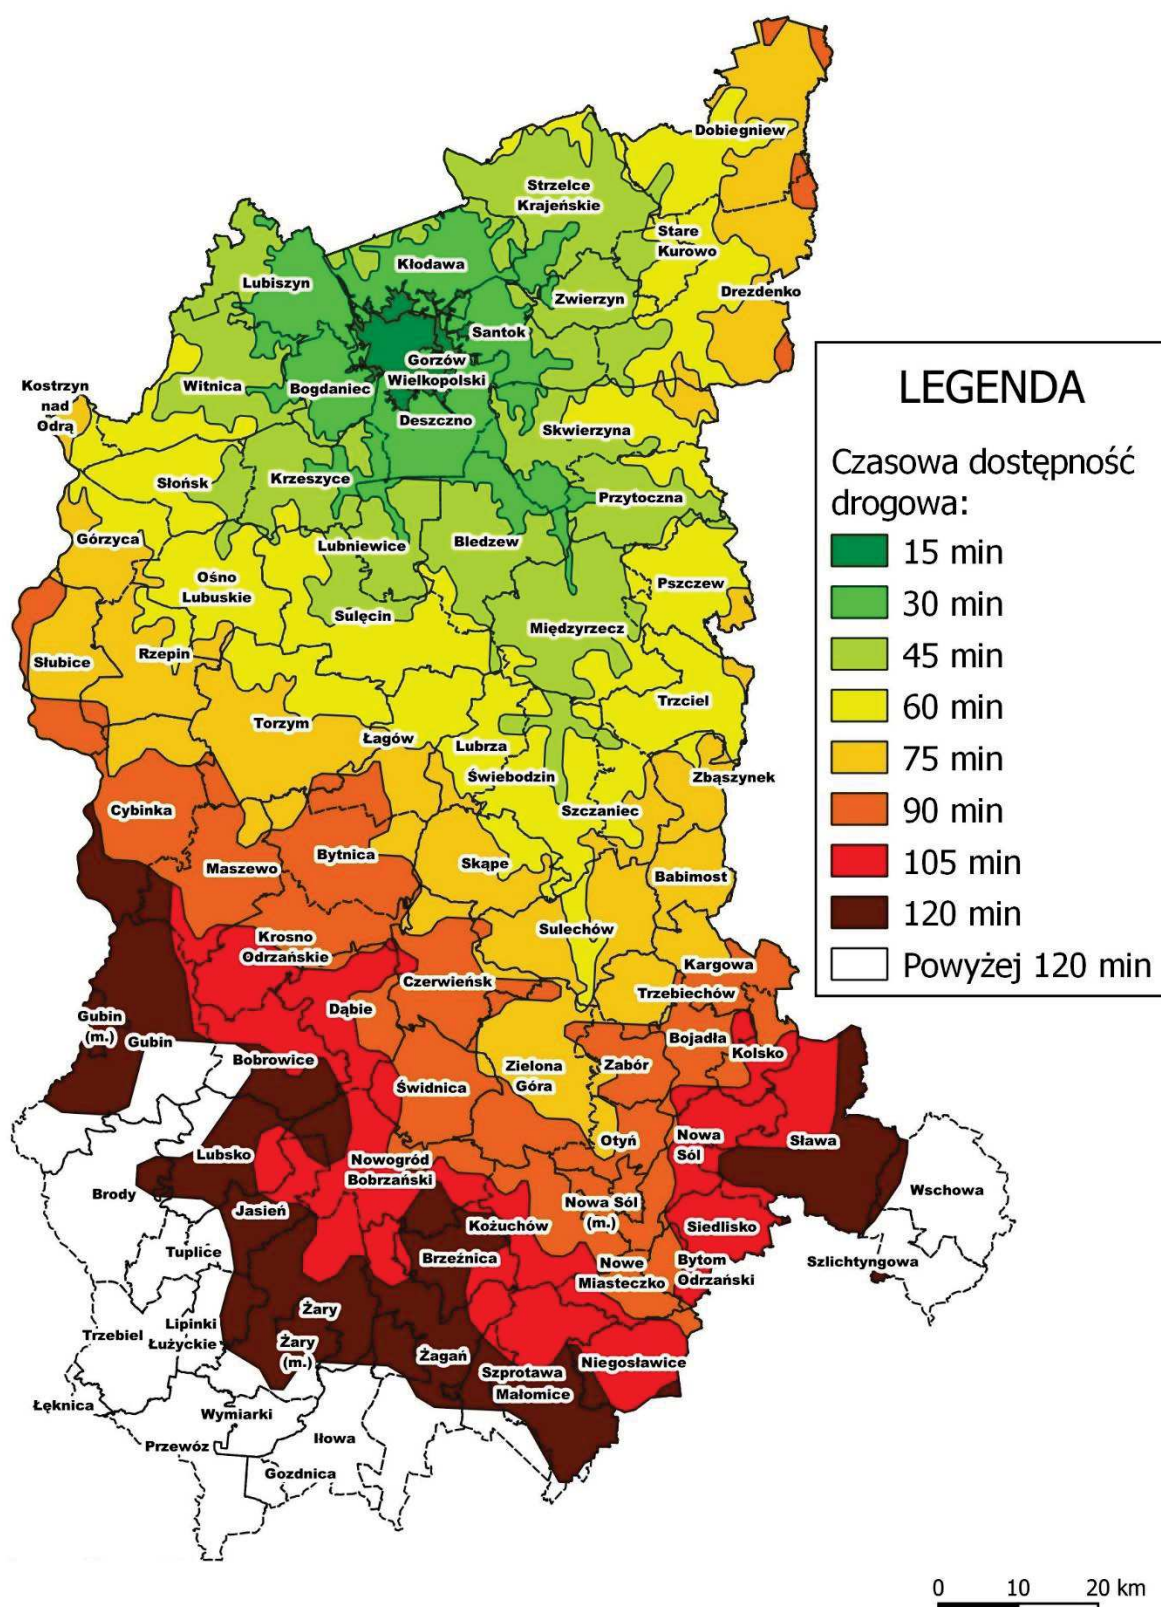 Dobiegniew
Strzelce
Krajeńskie
Stare
Kurowo
Kłodawa
Lubiszyn
Zwierzyn
Drezdenko
Santok
Gorzów
Wielkopolski
Witnica
Bogdaniec
Kostrzyn
nad
Odrą
Deszczno
Skwierzyna
Słońsk
Krzeszyce
Przytoczna
Górzyca
Lubniewice
Bledzew
Ośno
Lubuskie
Pszczew
Sulęcin
Międzyrzecz
Słubice
Rzepin
Trzciel
Torzym
Łagów
Lubrza
Świebodzin
Zbąszynek
Cybinka
Szczaniec
Bytnica
Maszewo
Skąpe
Babimost
Sulechów
Krosno
Odrzańskie
Kargowa
Czerwieńsk
Trzebiechów
Dąbie
Gubin
(m.)
Gubin
Bojadła
Kolsko
Bobrowice
Zielona
Góra
Zabór
Świdnica
Otyń
Nowa
Sól
Sława
Lubsko
Nowogród
Bobrzański
Brody
Wschowa
Jasień
Nowa Sól
(m.)
Kożuchów
Siedlisko
Tuplice
Brzeźnica
Nowe
Miasteczko
Bytom
Odrzański
Szlichtyngowa
Żary
Trzebiel
Lipinki
Łużyckie
Żary
(m.)
Żagań
Szprotawa
Małomice
Niegosławice
Łęknica
Wymiarki
Iłowa
Przewóz
Gozdnica
LEGENDA
Czasowa dostępność
drogowa:
15 min
30 min
45 min
60 min
75 min
90 min
105 min
120 min
Powyżej 120 min
0 10 20 km